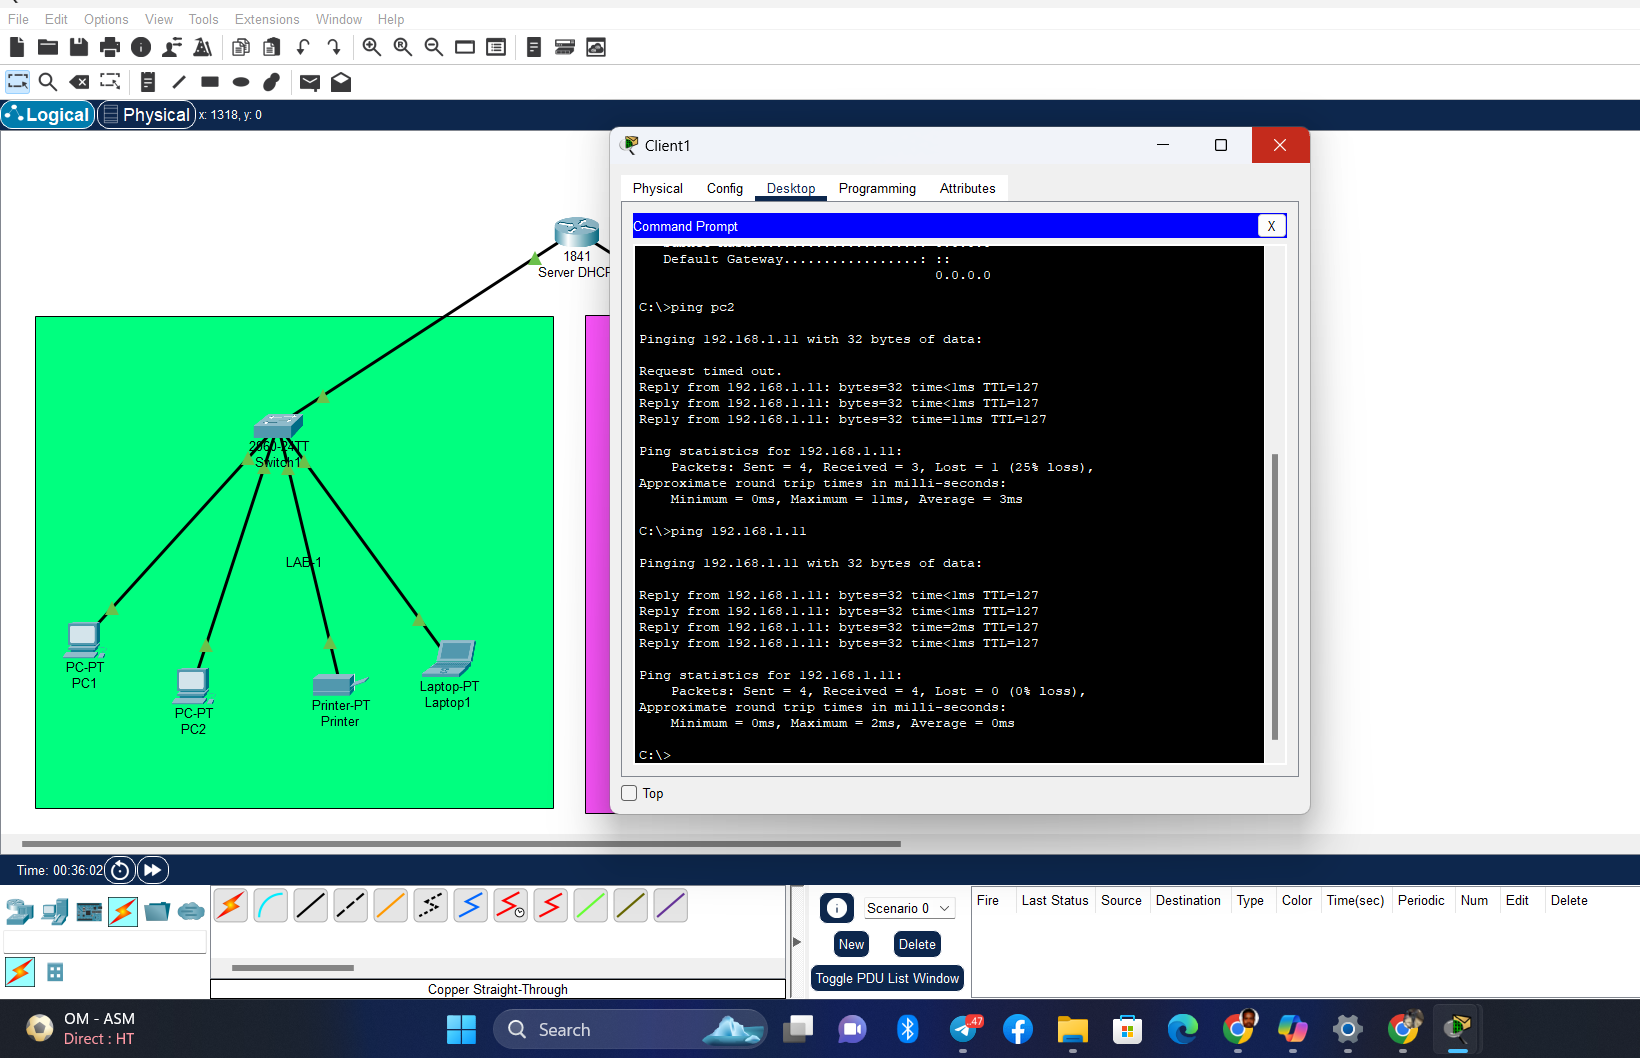 File Edit Options View Tools Extensions Window Help
Logical Physical x: 1318, y: 0
1841
Server DHCP
2960-24TT
Switch1
LAB-1
PC-PT
PC1
PC-PT
PC2
Printer-PT
Printer
Laptop-PT
Laptop1
Client1
Physical Config Desktop Programming Attributes
Command Prompt X
Default Gateway.................: ::
0.0.0.0
C:\>ping pc2
Pinging 192.168.1.11 with 32 bytes of data:
Request timed out.
Reply from 192.168.1.11: bytes=32 time<1ms TTL=127
Reply from 192.168.1.11: bytes=32 time<1ms TTL=127
Reply from 192.168.1.11: bytes=32 time=11ms TTL=127
Ping statistics for 192.168.1.11:
Packets: Sent = 4, Received = 3, Lost = 1 (25% loss),
Approximate round trip times in milli-seconds:
Minimum = 0ms, Maximum = 11ms, Average = 3ms
C:\>ping 192.168.1.11
Pinging 192.168.1.11 with 32 bytes of data:
Reply from 192.168.1.11: bytes=32 time<1ms TTL=127
Reply from 192.168.1.11: bytes=32 time<1ms TTL=127
Reply from 192.168.1.11: bytes=32 time=2ms TTL=127
Reply from 192.168.1.11: bytes=32 time<1ms TTL=127
Ping statistics for 192.168.1.11:
Packets: Sent = 4, Received = 4, Lost = 0 (0% loss),
Approximate round trip times in milli-seconds:
Minimum = 0ms, Maximum = 2ms, Average = 0ms
C:\>
Top
Time: 00:36:02
Copper Straight-Through
Scenario 0
New Delete
Toggle PDU List Window
Fire Last Status Source Destination Type Color Time(sec) Periodic Num Edit Delete
OM - ASM
Direct : HT
Search
47